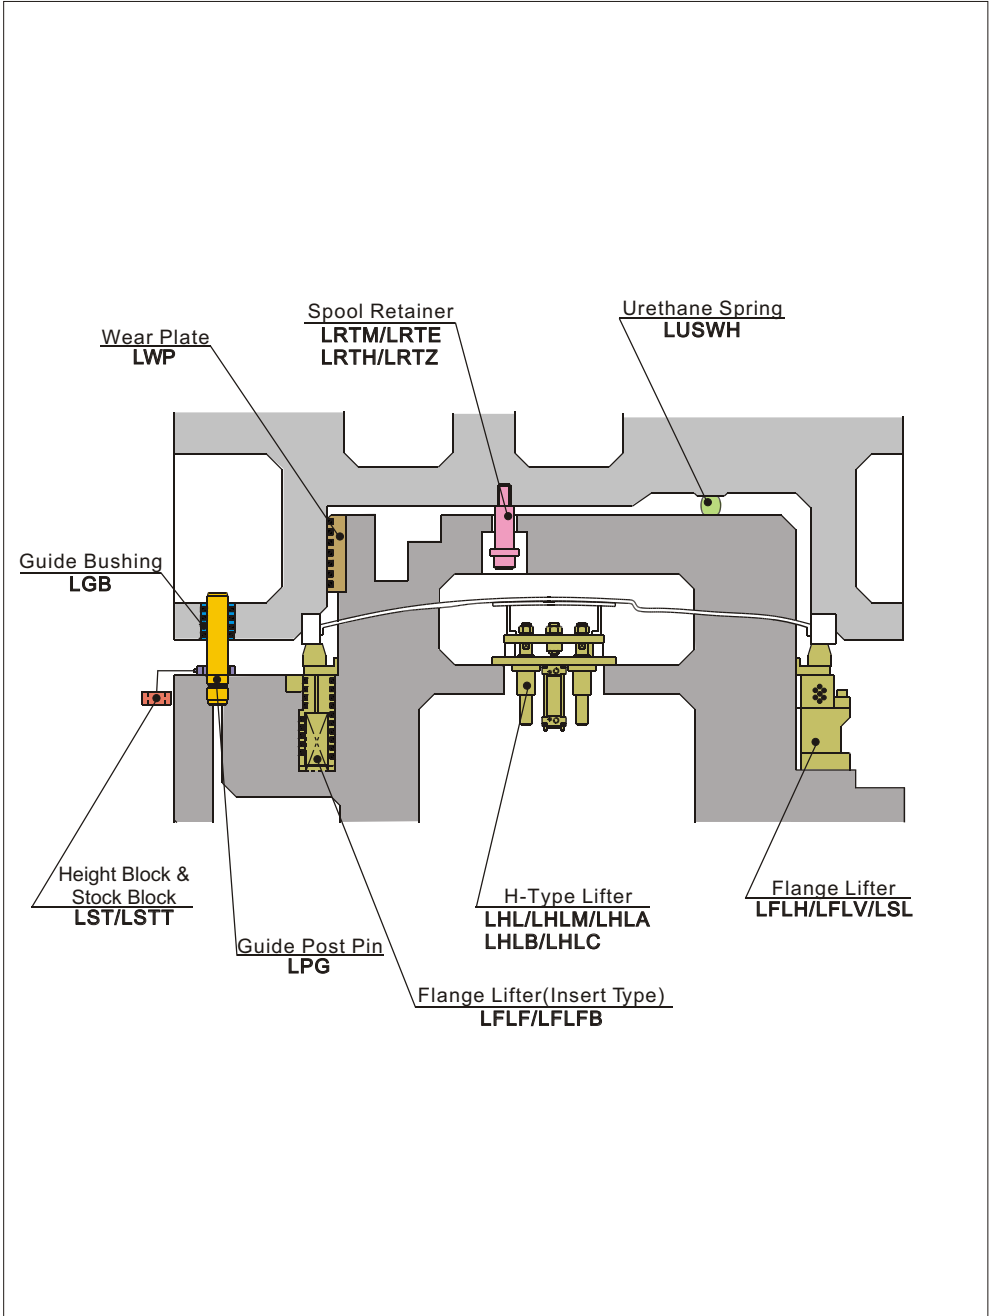 Spool Retainer
LRTM/LRTE
LRTH/LRTZ
Urethane Spring
LUSWH
Wear Plate
LWP
Guide Bushing
LGB
Height Block &
Stock Block
LST/LSTT
Guide Post Pin
LPG
H-Type Lifter
LHL/LHLM/LHLA
LHLB/LHLC
Flange Lifter
LFLH/LFLV/LSL
Flange Lifter(Insert Type)
LFLF/LFLFB